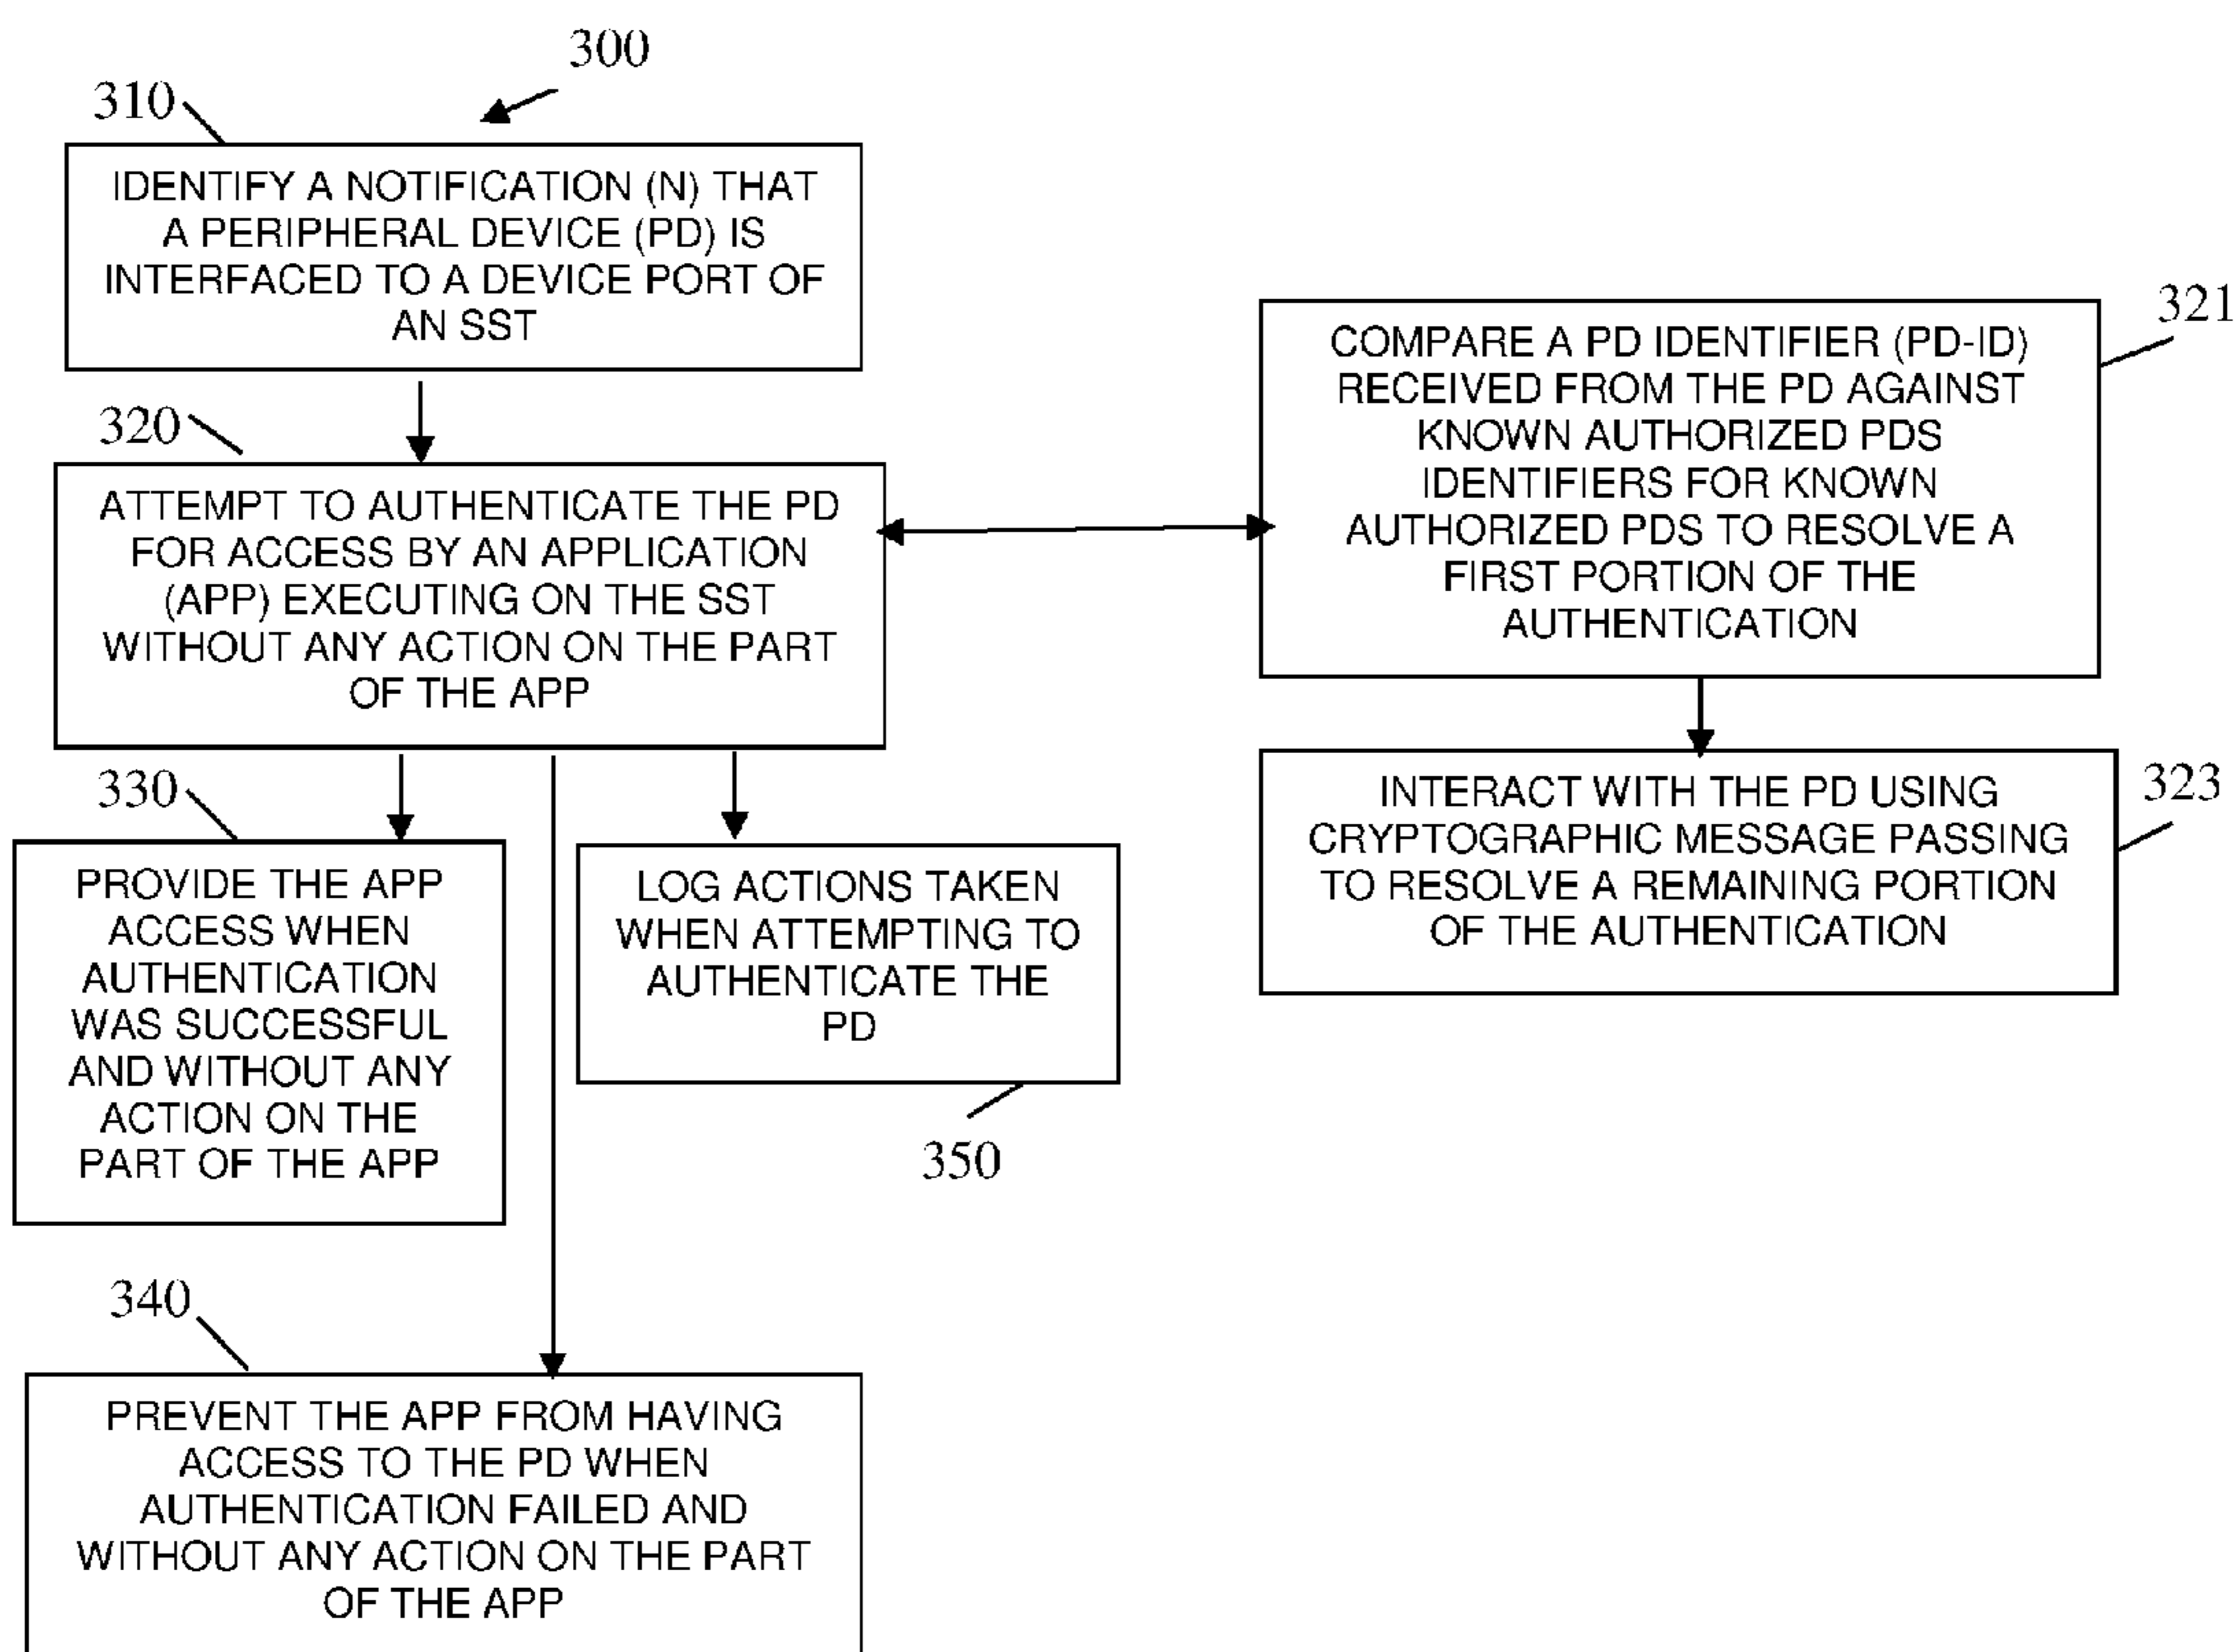 300
310
IDENTIFY A NOTIFICATION (N) THAT
A PERIPHERAL DEVICE (PD) IS
INTERFACED TO A DEVICE PORT OF
AN SST
320
ATTEMPT TO AUTHENTICATE THE PD
FOR ACCESS BY AN APPLICATION
(APP) EXECUTING ON THE SST
WITHOUT ANY ACTION ON THE PART
OF THE APP
321
COMPARE A PD IDENTIFIER (PD-ID)
RECEIVED FROM THE PD AGAINST
KNOWN AUTHORIZED PDS
IDENTIFIERS FOR KNOWN
AUTHORIZED PDS TO RESOLVE A
FIRST PORTION OF THE
AUTHENTICATION
323
INTERACT WITH THE PD USING
CRYPTOGRAPHIC MESSAGE PASSING
TO RESOLVE A REMAINING PORTION
OF THE AUTHENTICATION
330
PROVIDE THE APP
ACCESS WHEN
AUTHENTICATION
WAS SUCCESSFUL
AND WITHOUT ANY
ACTION ON THE
PART OF THE APP
LOG ACTIONS TAKEN
WHEN ATTEMPTING TO
AUTHENTICATE THE
PD
350
340
PREVENT THE APP FROM HAVING
ACCESS TO THE PD WHEN
AUTHENTICATION FAILED AND
WITHOUT ANY ACTION ON THE PART
OF THE APP